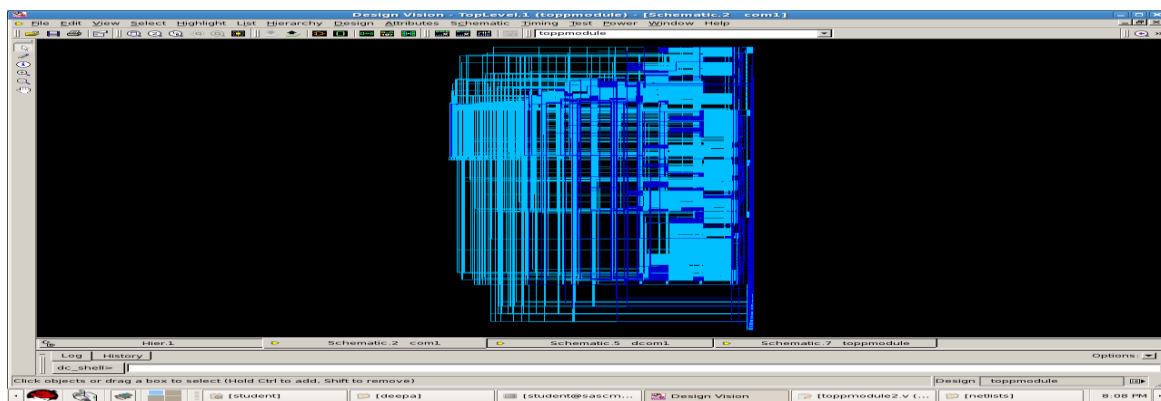 Design Vision - TopLevel.1 (toppmodule) - [Schematic.2 com1]
File Edit View Select Highlight List Hierarchy Design Attributes Schematic Timing Test Power Window Help
toppmodule
Hier.1 Schematic.2 com1 Schematic.5 dcom1 Schematic.7 toppmodule
Log History Options:
dc_shell>
Click objects or drag a box to select (Hold Ctrl to add, Shift to remove) Design toppmodule
[student] [deepa] [student@sascm... Design Vision [toppmodule2.v (... [netlists] 8:08 PM